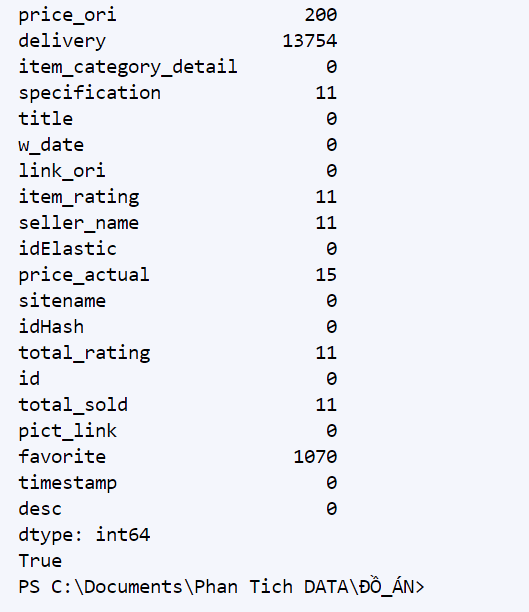 price_ori 200
delivery 13754
item_category_detail 0
specification 11
title 0
w_date 0
link_ori 0
item_rating 11
seller_name 11
idElastic 0
price_actual 15
sitename 0
idHash 0
total_rating 11
id 0
total_sold 11
pict_link 0
favorite 1070
timestamp 0
desc 0
dtype: int64
True
PS C:\Documents\Phan Tich DATA\ĐỒ_ÁN>